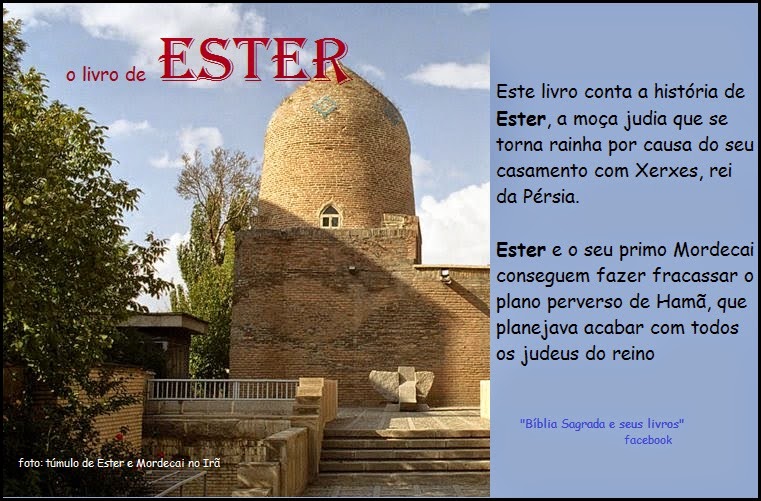 o livro de ESTER
Este livro conta a história de
Ester, a moça judia que se
torna rainha por causa do seu
casamento com Xerxes, rei
da Pérsia.
Ester e o seu primo Mordecai
conseguem fazer fracassar o
plano perverso de Hamã, que
planejava acabar com todos
os judeus do reino
"Bíblia Sagrada e seus livros"
facebook
foto: túmulo de Ester e Mordecai no Irã